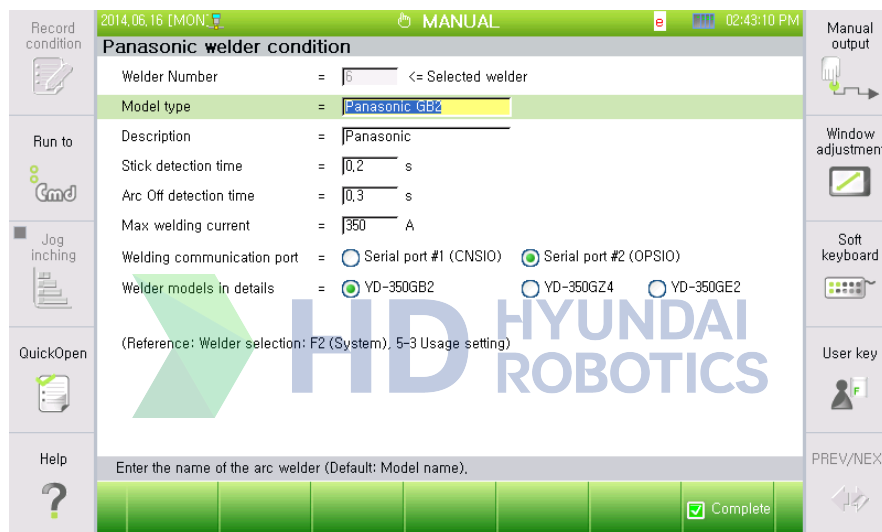 2014,06,16 [MON] MANUAL e 02:43:10 PM
Panasonic welder condition
Welder Number = 6 <= Selected welder
Model type = Panasonic GB2
Description = Panasonic
Stick detection time = 0,2 s
Arc Off detection time = 0,3 s
Max welding current = 350 A
Welding communication port = Serial port #1 (CNSIO) Serial port #2 (OPSIO)
Welder models in details = YD-350GB2 YD-350GZ4 YD-350GE2
(Reference: Welder selection: F2 (System), 5-3 Usage setting)
HD HYUNDAI
ROBOTICS
Enter the name of the arc welder (Default: Model name),
Complete
Record
condition
Run to
Cmd
Jog
inching
QuickOpen
Help
?
Manual
output
Window
adjustmen
Soft
keyboard
User key
F
PREV/NEX